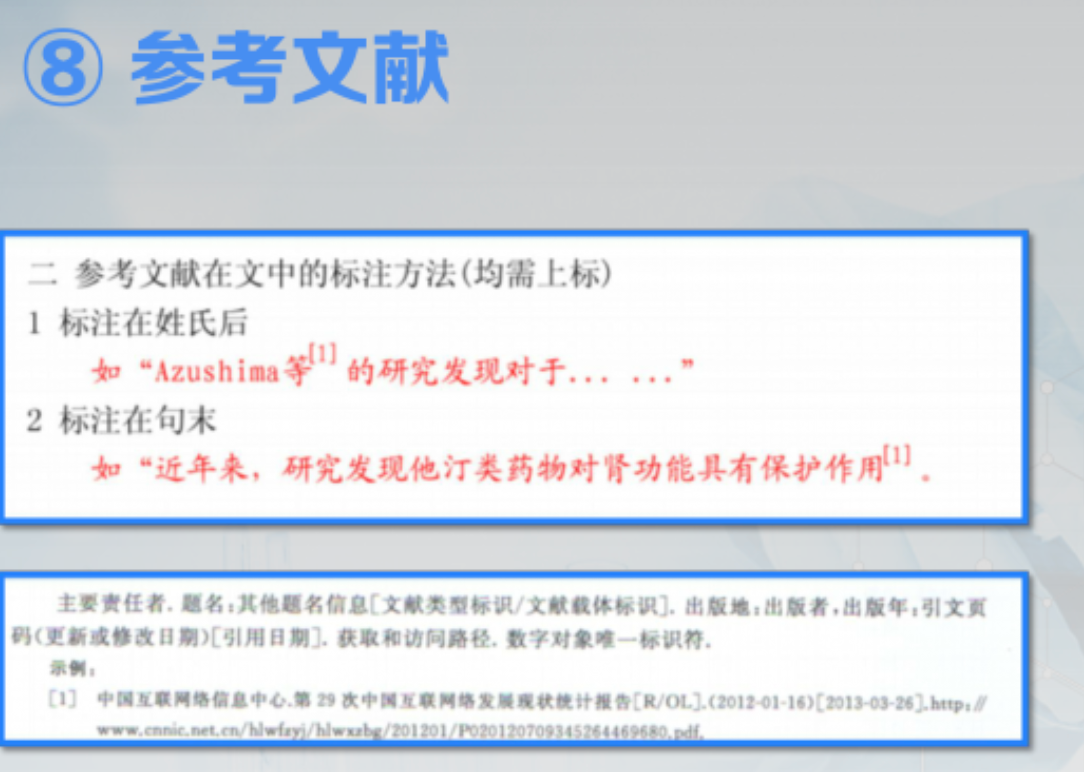 ⑧ 参考文献
二 参考文献在文中的标注方法(均需上标)
1 标注在姓氏后
如“Azushima等[1]的研究发现对于... ...”
2 标注在句末
如“近年来，研究发现他汀类药物对肾功能具有保护作用[1]。
主要责任者.题名:其他题名信息[文献类型标识/文献载体标识].出版地:出版者,出版年:引文页
码(更新或修改日期)[引用日期].获取和访问路径.数字对象唯一标识符.
示例:
[1] 中国互联网络信息中心.第 29 次中国互联网络发展现状统计报告[R/OL].(2012-01-16)[2013-03-26].http://
www.cnnic.net.cn/hlwfzyj/hlwxzbg/201201/P020120709345264469680.pdf.